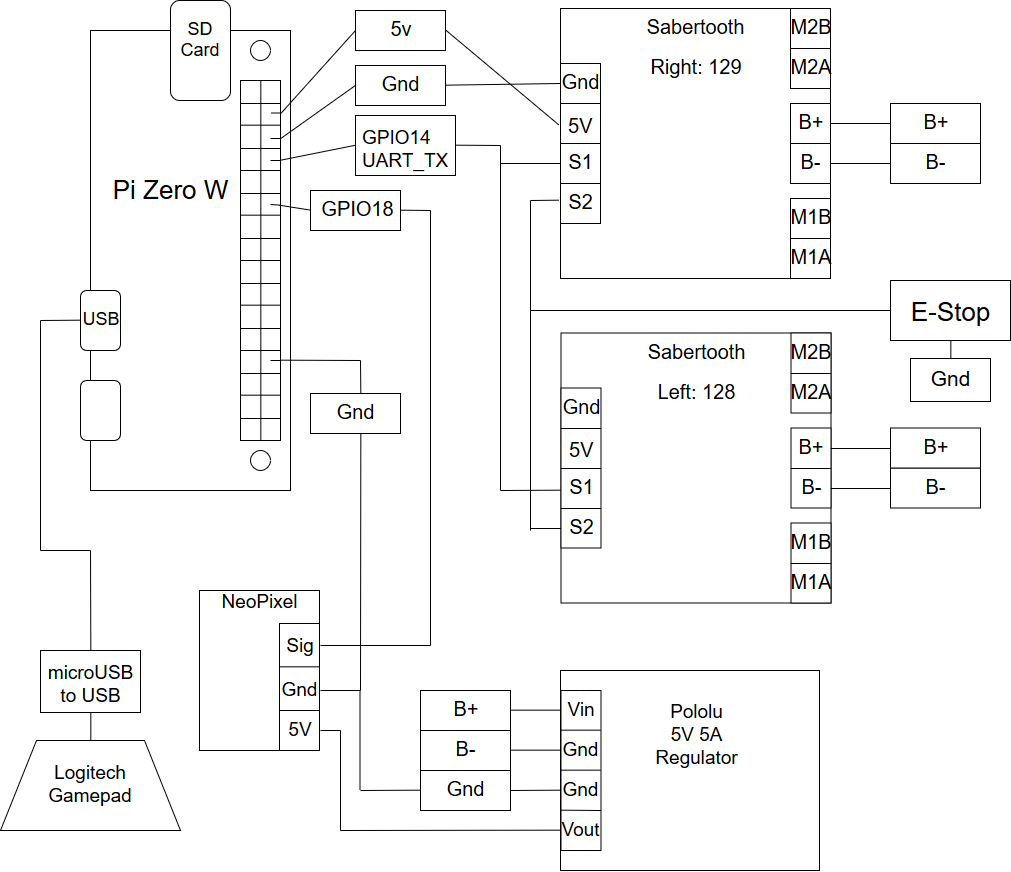 SD
Card
5v
Gnd
GPIO14
UART_TX
GPIO18
Pi Zero W
USB
Gnd
Sabertooth
Right: 129
Gnd
5V
S1
S2
M2B
M2A
B+
B-
M1B
M1A
B+
B-
E-Stop
Gnd
Sabertooth
Left: 128
Gnd
5V
S1
S2
M2B
M2A
B+
B-
M1B
M1A
B+
B-
NeoPixel
Sig
Gnd
5V
microUSB
to USB
Logitech
Gamepad
B+
B-
Gnd
Vin
Gnd
Gnd
Vout
Pololu
5V 5A
Regulator